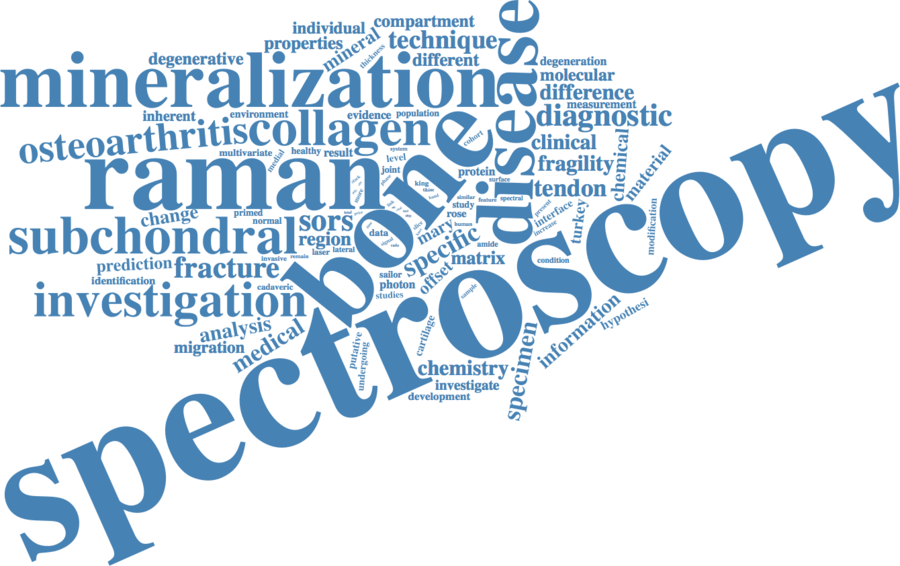 individual
compartment
properties
mineral
thickness
technique
degenerative
different
degeneration
mineralization
disease
molecular
difference
measurement
inherent
environment
evidence
population
diagnostic
osteoarthritis
collagen
cohort
clinical
multivariate
medial
healthy
result
system
level
joint
protein
surface
fragility
chemical
material
raman
bone
king
similar
feature
spectral
tendon
study
change
primed
normal
sors
rose
human
present
interface
increase
turkey
modification
subchondral
region
data
mary
specific
amide
laser
lateral
prediction
fracture
invasive
remain
matrix
condition
identification
cadaveric
sailor
photon
offset
studies
sample
investigation
spectroscopy
analysis
migration
medical
putative
undergoing
cartilage
chemistry
investigate
development
specimen
information
hypothesi